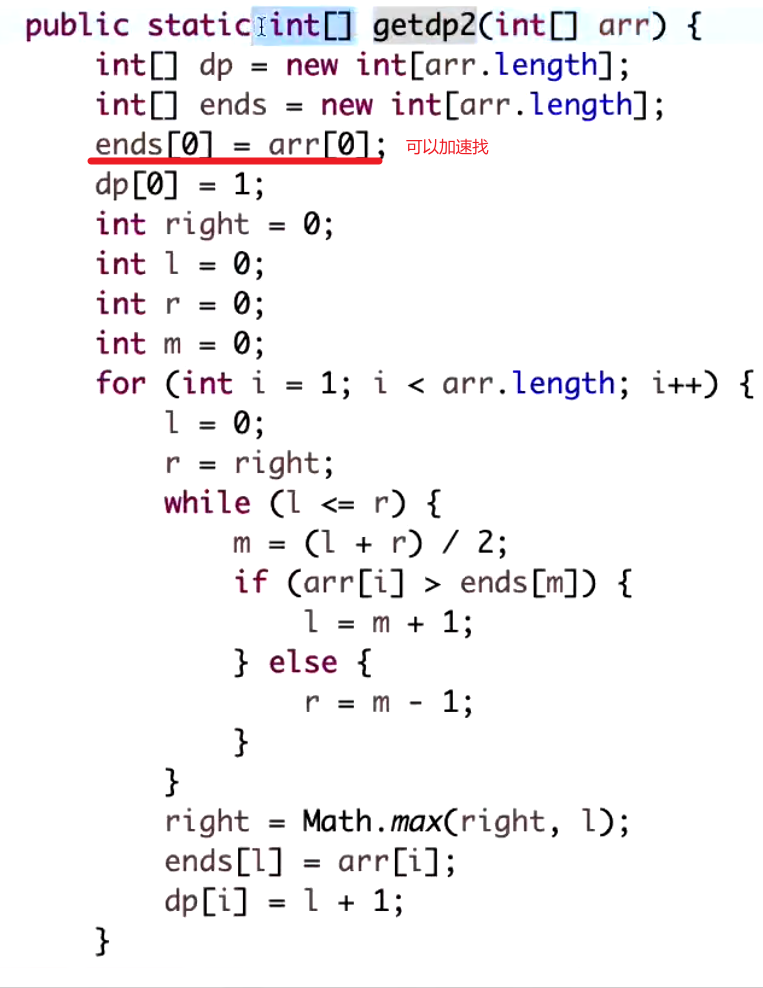 public static int[] getdp2(int[] arr) {
    int[] dp = new int[arr.length];
    int[] ends = new int[arr.length];
    ends[0] = arr[0]; 可以加速找
    dp[0] = 1;
    int right = 0;
    int l = 0;
    int r = 0;
    int m = 0;
    for (int i = 1; i < arr.length; i++) {
        l = 0;
        r = right;
        while (l <= r) {
            m = (l + r) / 2;
            if (arr[i] > ends[m]) {
                l = m + 1;
            } else {
                r = m - 1;
            }
        }
        right = Math.max(right, l);
        ends[l] = arr[i];
        dp[i] = l + 1;
    }